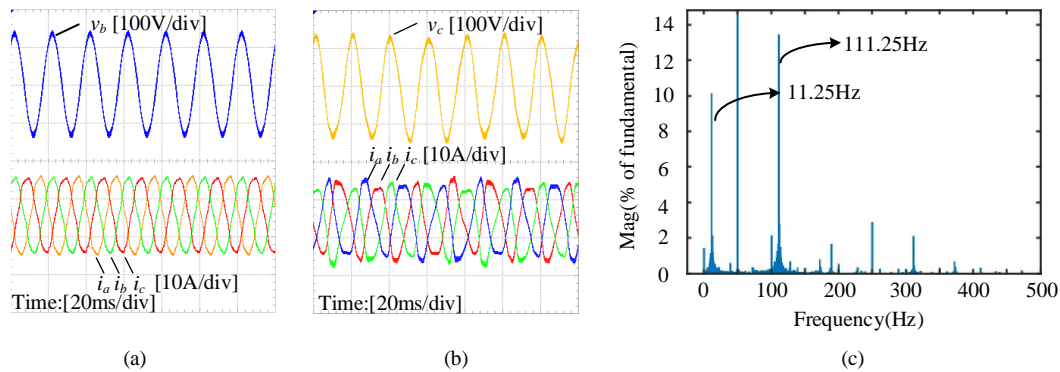 v_b [100V/div]
i_a i_b i_c [10A/div]
Time:[20ms/div]
(a)
v_c [100V/div]
i_a i_b i_c [10A/div]
Time:[20ms/div]
(b)
Mag(% of fundamental)
14
12
10
8
6
4
2
0
111.25Hz
11.25Hz
0 100 200 300 400 500
Frequency(Hz)
(c)